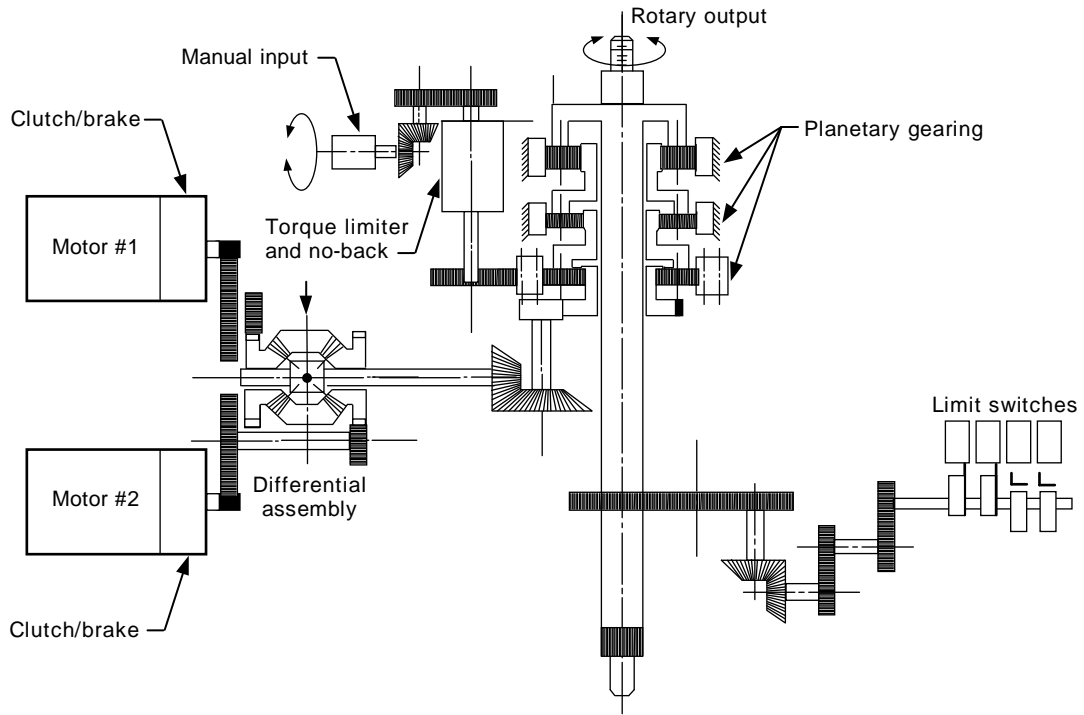 Rotary output
Manual input
Clutch/brake
Planetary gearing
Motor #1
Torque limiter
and no-back
Limit switches
Motor #2
Differential
assembly
Clutch/brake